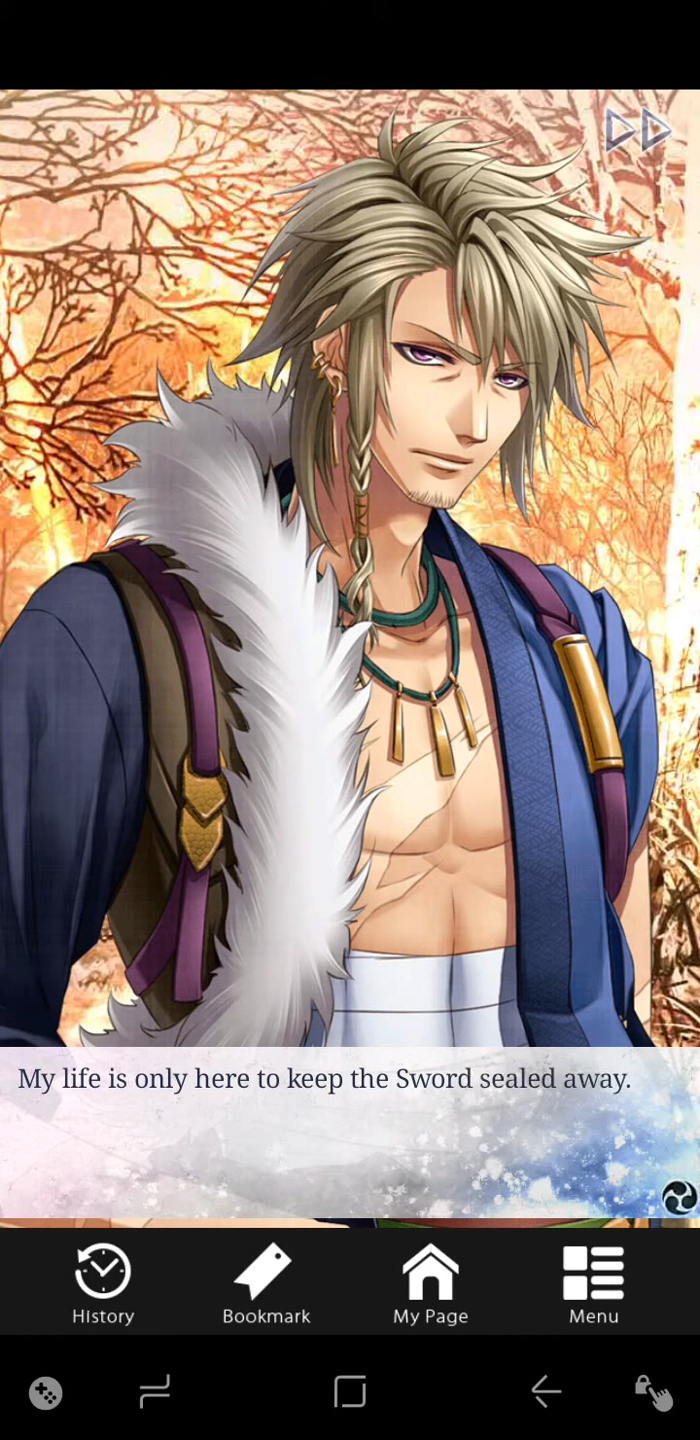 My life is only here to keep the Sword sealed away.
History
Bookmark
My Page
Menu